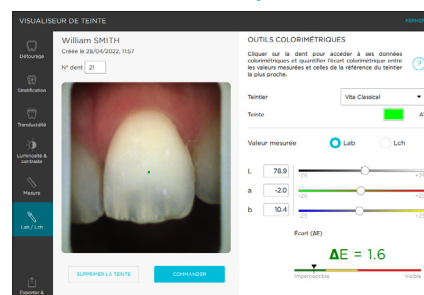 VISUALISEUR DE TEINTE
FERMER
Détourage
Stratification
Translucidité
Luminosité &
contraste
Mesure
Lab / Lch
Exporter &
William SMITH
Créée le 28/04/2022, 11:57
N° dent 21
SUPPRIMER LA TEINTE
COMMANDER
OUTILS COLORIMÉTRIQUES
Cliquer sur la dent pour accéder à ses données
colorimétriques et quantifier l'écart colorimétrique entre
les valeurs mesurées et celles de la référence du teintier
la plus proche.
?
Teintier Vita Classical
Teinte
Valeur mesurée Lab Lch
L 78.9
a -2.0
b 10.4
Écart (ΔE)
ΔE = 1.6
Imperceptible Visible